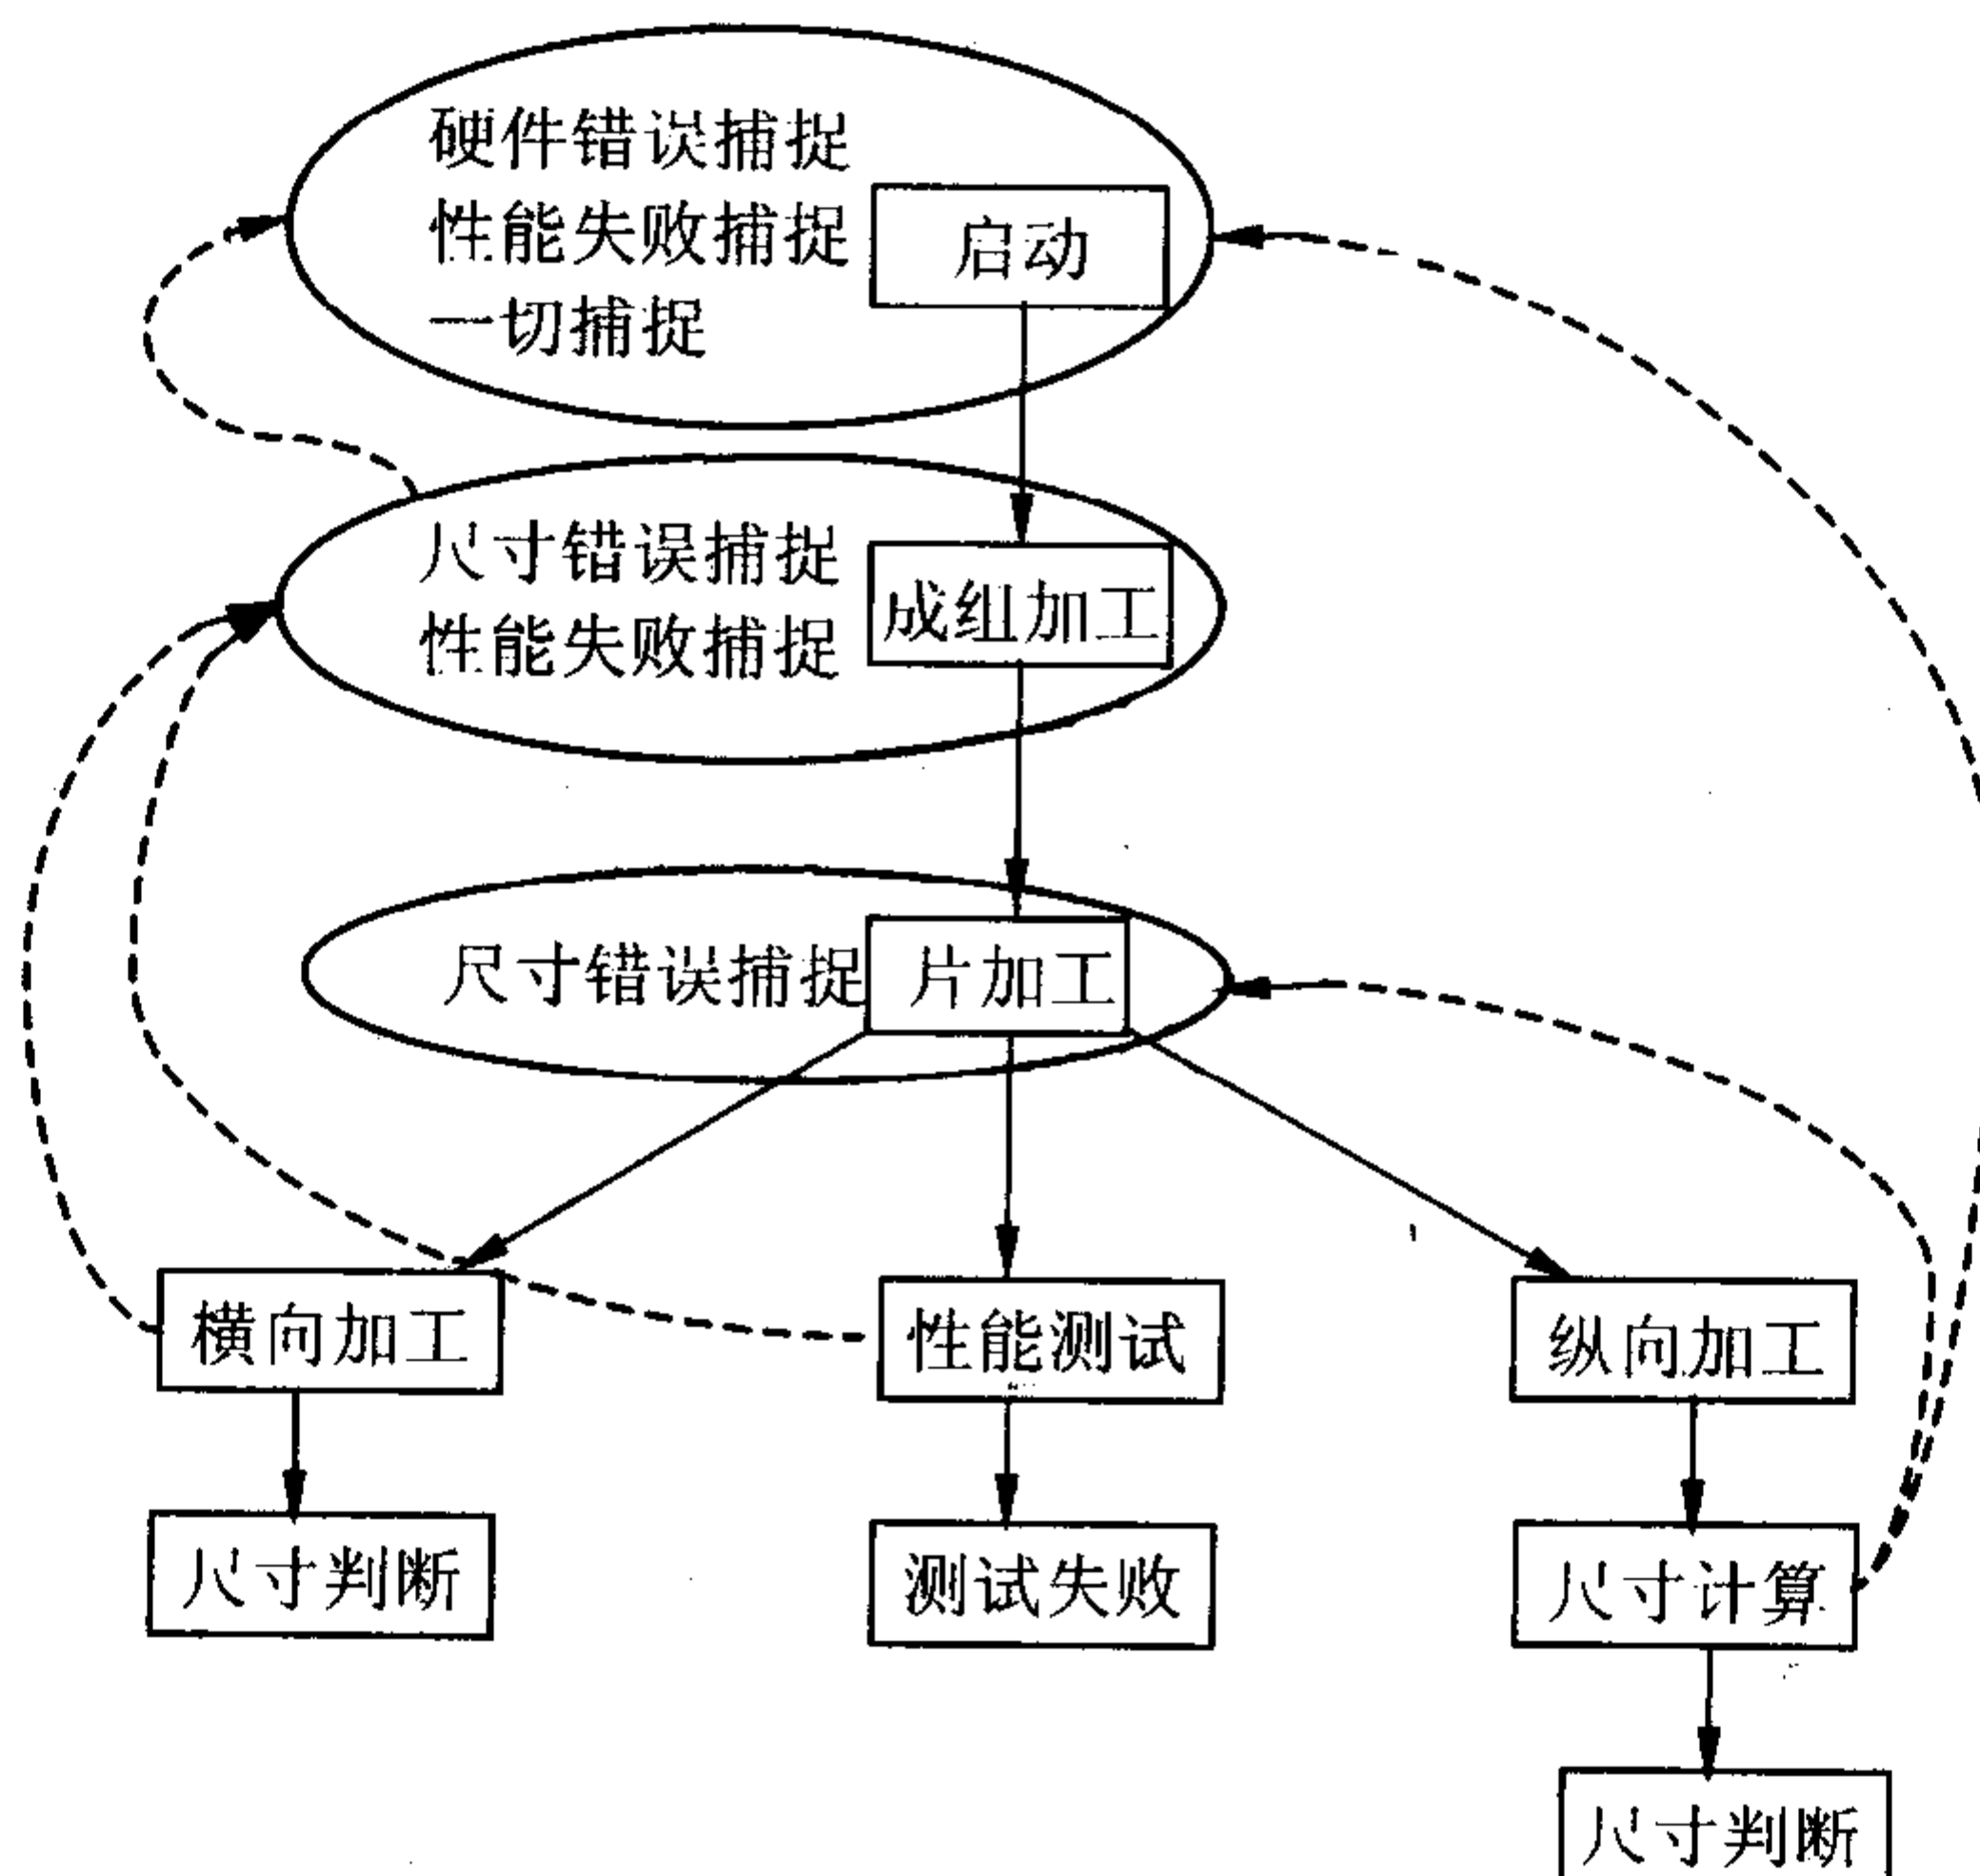 硬件错误捕捉
性能失败捕捉
一切捕捉
启动
尺寸错误捕捉
性能失败捕捉
成组加工
尺寸错误捕捉
片加工
横向加工
性能测试
纵向加工
尺寸判断
测试失败
尺寸计算
尺寸判断